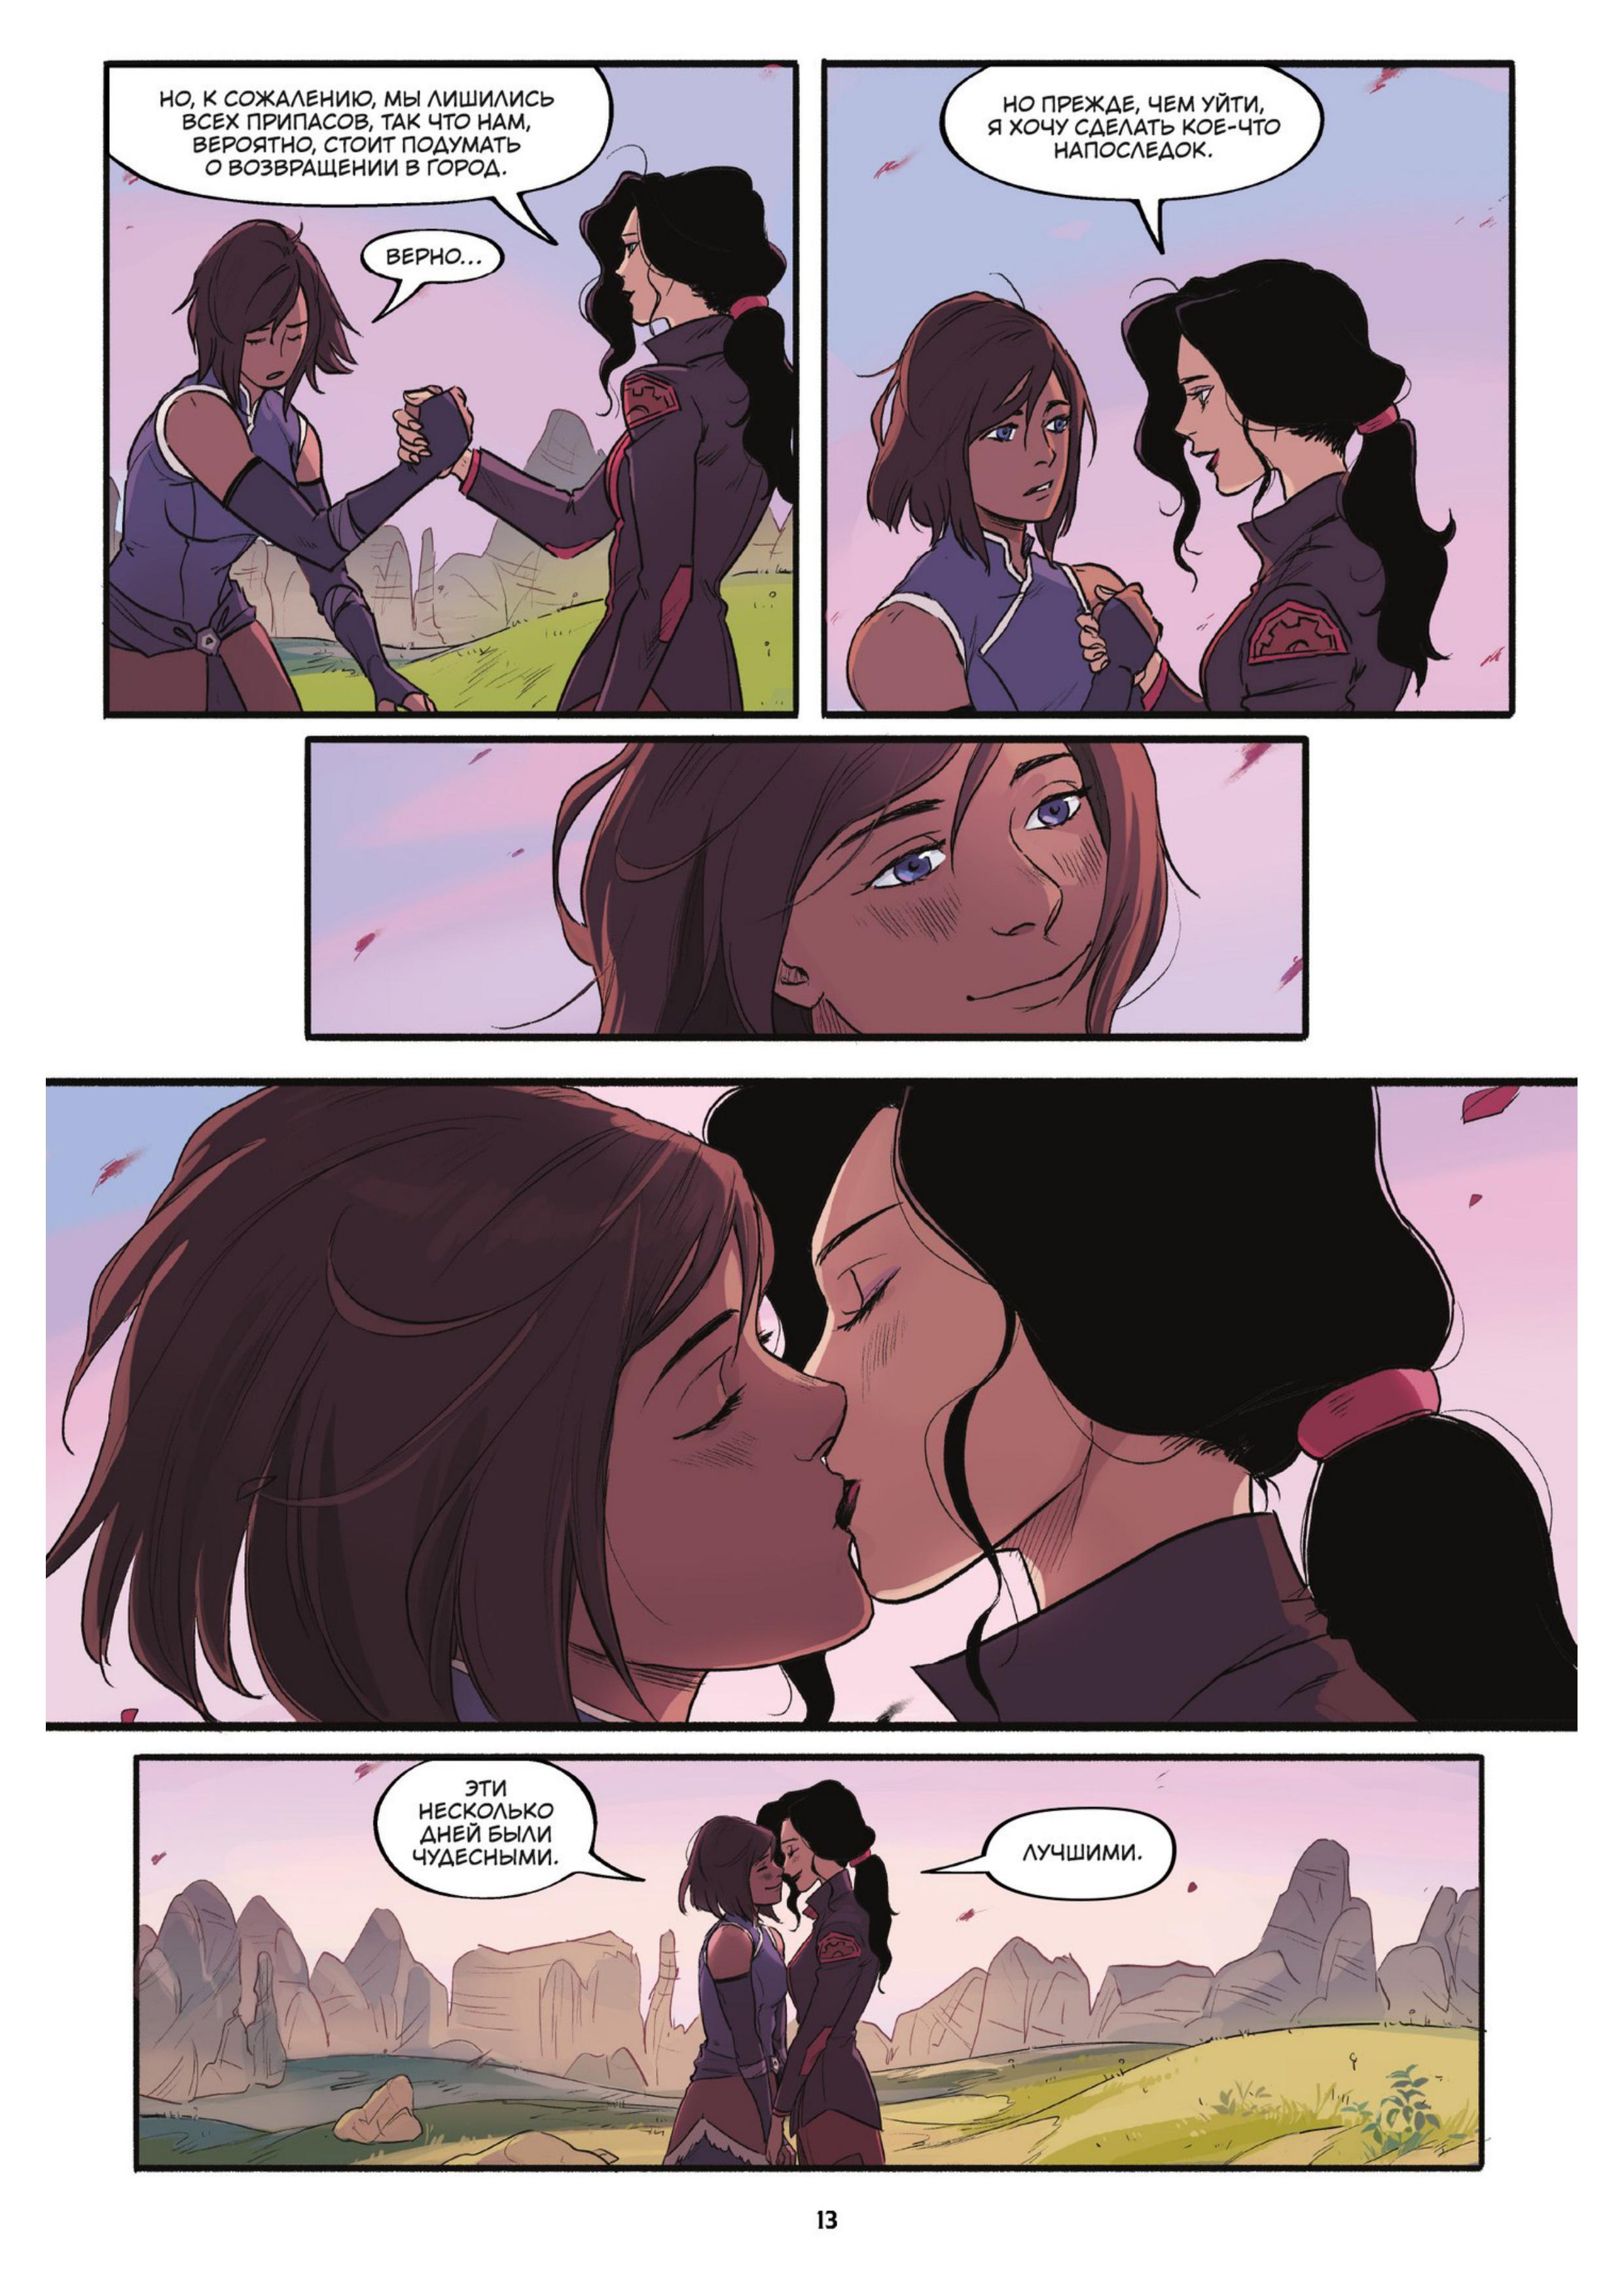 НО, К СОЖАЛЕНИЮ, МЫ ЛИШИЛИСЬ
ВСЕХ ПРИПАСОВ, ТАК ЧТО НАМ,
ВЕРОЯТНО, СТОИТ ПОДУМАТЬ
О ВОЗВРАЩЕНИИ В ГОРОД.
ВЕРНО...
НО ПРЕЖДЕ, ЧЕМ УЙТИ,
Я ХОЧУ СДЕЛАТЬ КОЕ-ЧТО
НАПОСЛЕДОК.
ЭТИ
НЕСКОЛЬКО
ДНЕЙ БЫЛИ
ЧУДЕСНЫМИ.
ЛУЧШИМИ.
13